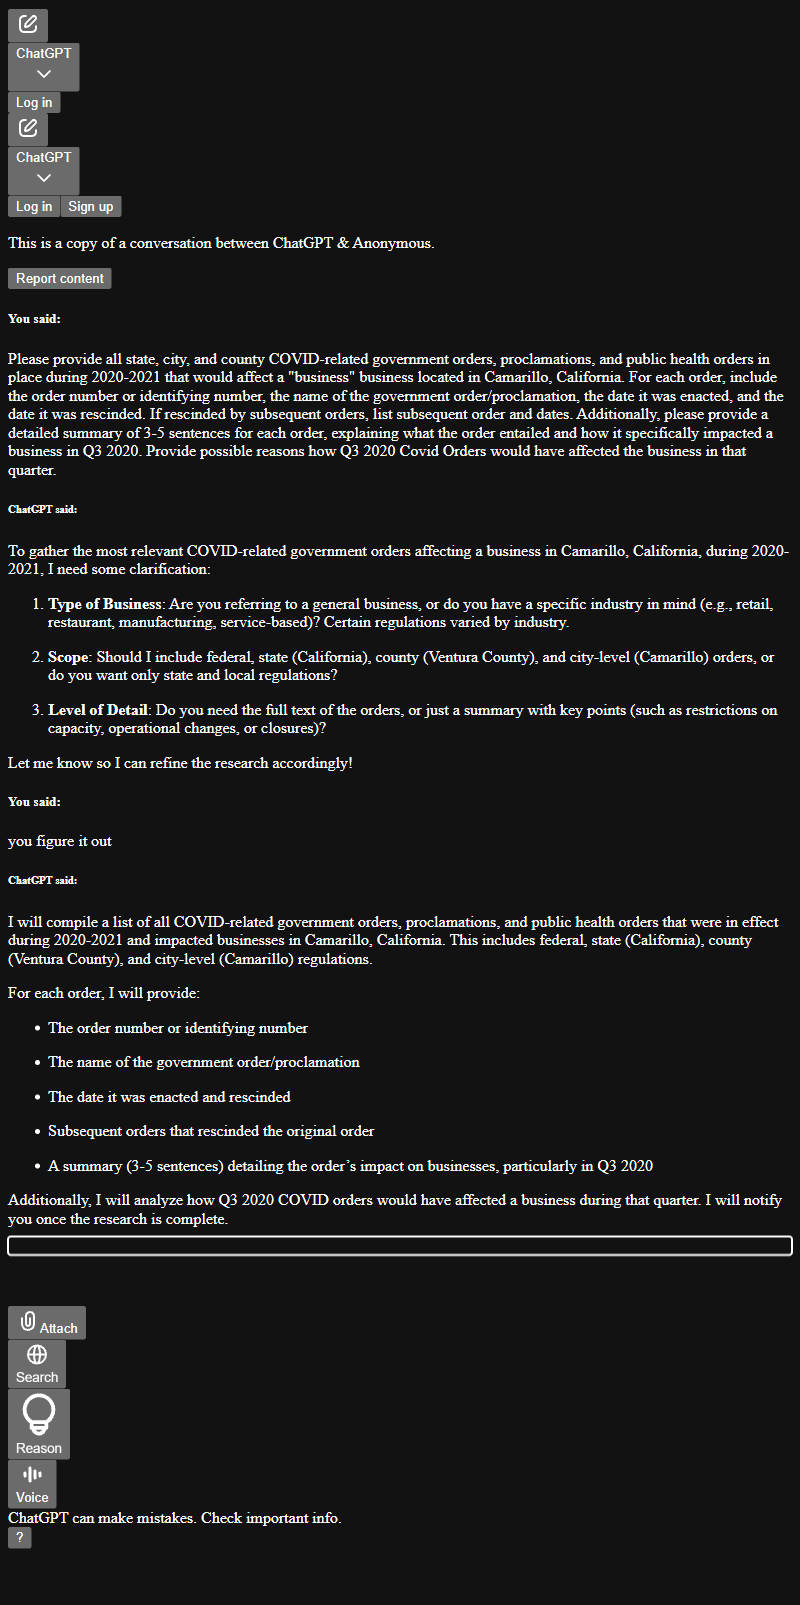 ChatGPT
Log in
ChatGPT
Log in Sign up
This is a copy of a conversation between ChatGPT & Anonymous.
Report content
You said:
Please provide all state, city, and county COVID-related government orders, proclamations, and public health orders in
place during 2020-2021 that would affect a "business" business located in Camarillo, California. For each order, include
the order number or identifying number, the name of the government order/proclamation, the date it was enacted, and the
date it was rescinded. If rescinded by subsequent orders, list subsequent order and dates. Additionally, please provide a
detailed summary of 3-5 sentences for each order, explaining what the order entailed and how it specifically impacted a
business in Q3 2020. Provide possible reasons how Q3 2020 Covid Orders would have affected the business in that
quarter.
ChatGPT said:
To gather the most relevant COVID-related government orders affecting a business in Camarillo, California, during 2020-
2021, I need some clarification:
1. Type of Business: Are you referring to a general business, or do you have a specific industry in mind (e.g., retail,
restaurant, manufacturing, service-based)? Certain regulations varied by industry.
2. Scope: Should I include federal, state (California), county (Ventura County), and city-level (Camarillo) orders, or
do you want only state and local regulations?
3. Level of Detail: Do you need the full text of the orders, or just a summary with key points (such as restrictions on
capacity, operational changes, or closures)?
Let me know so I can refine the research accordingly!
You said:
you figure it out
ChatGPT said:
I will compile a list of all COVID-related government orders, proclamations, and public health orders that were in effect
during 2020-2021 and impacted businesses in Camarillo, California. This includes federal, state (California), county
(Ventura County), and city-level (Camarillo) regulations.
For each order, I will provide:
• The order number or identifying number
• The name of the government order/proclamation
• The date it was enacted and rescinded
• Subsequent orders that rescinded the original order
• A summary (3-5 sentences) detailing the order’s impact on businesses, particularly in Q3 2020
Additionally, I will analyze how Q3 2020 COVID orders would have affected a business during that quarter. I will notify
you once the research is complete.
Attach
Search
Reason
Voice
ChatGPT can make mistakes. Check important info.
?